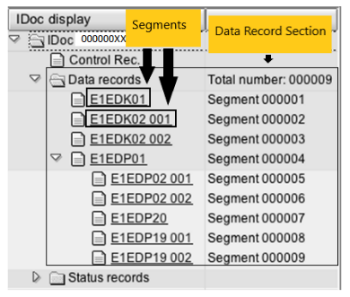 IDoc display
Segments
Data Record Section
IDoc 000000XX
Control Rec.
Data records Total number: 000009
E1EDK01 Segment 000001
E1EDK02 001 Segment 000002
E1EDK02 002 Segment 000003
E1EDP01 Segment 000004
E1EDP02 001 Segment 000005
E1EDP02 002 Segment 000006
E1EDP20 Segment 000007
E1EDP19 001 Segment 000008
E1EDP19 002 Segment 000009
Status records